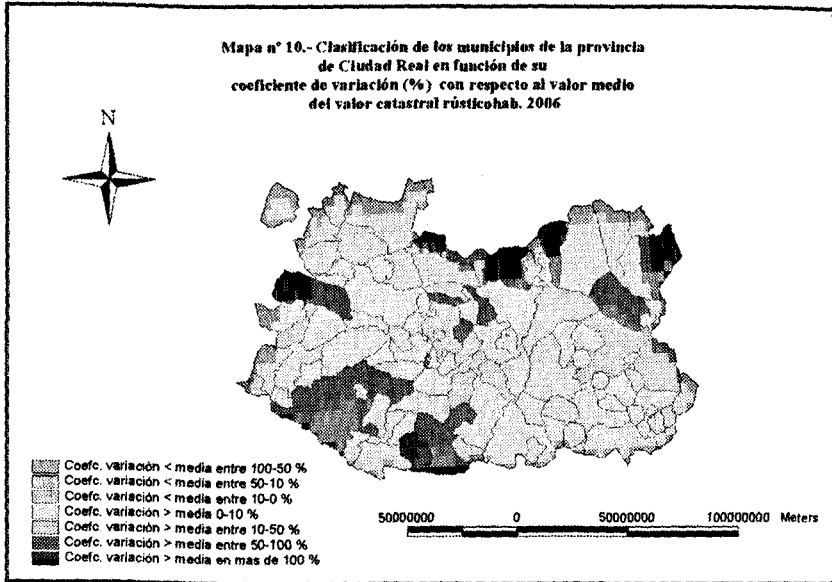 Mapa nº 10.- Clasificación de los municipios de la provincia
de Ciudad Real en función de su
coeficiente de variación (%) con respecto al valor medio
del valor catastral rústicohab. 2006
N
Coefc. variación < media entre 100-50 %
Coefc. variación < media entre 50-10 %
Coefc. variación < media entre 10-0 %
Coefc. variación > media 0-10 %
Coefc. variación > media entre 10-50 %
Coefc. variación > media entre 50-100 %
Coefc. variación > media en mas de 100 %
50000000 0 50000000 100000000 Meters